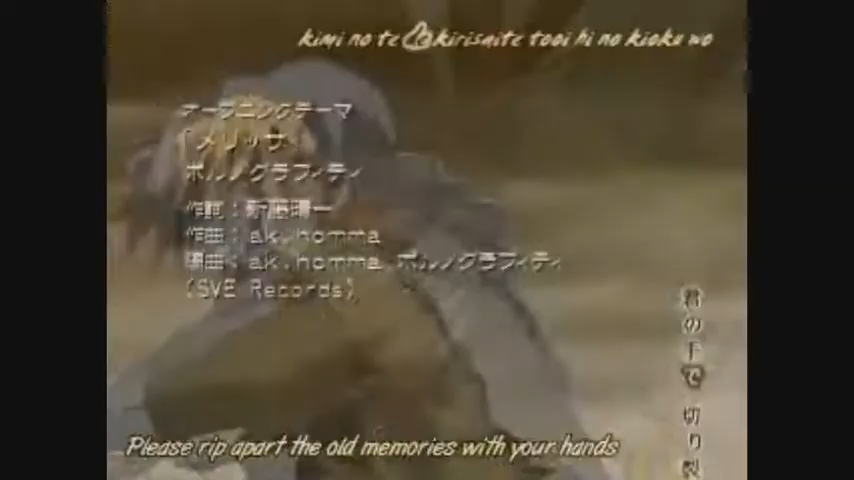 kimi no te de kirisaite tooi hi no kioku wo
オープニングテーマ
「メリッサ」
ポルノグラフィティ
作詞:新藤晴一
作曲:ak.homma
編曲:ak.homma ポルノグラフィティ
(SVE Records)
君の手で 切り裂
Please rip apart the old memories with your hands